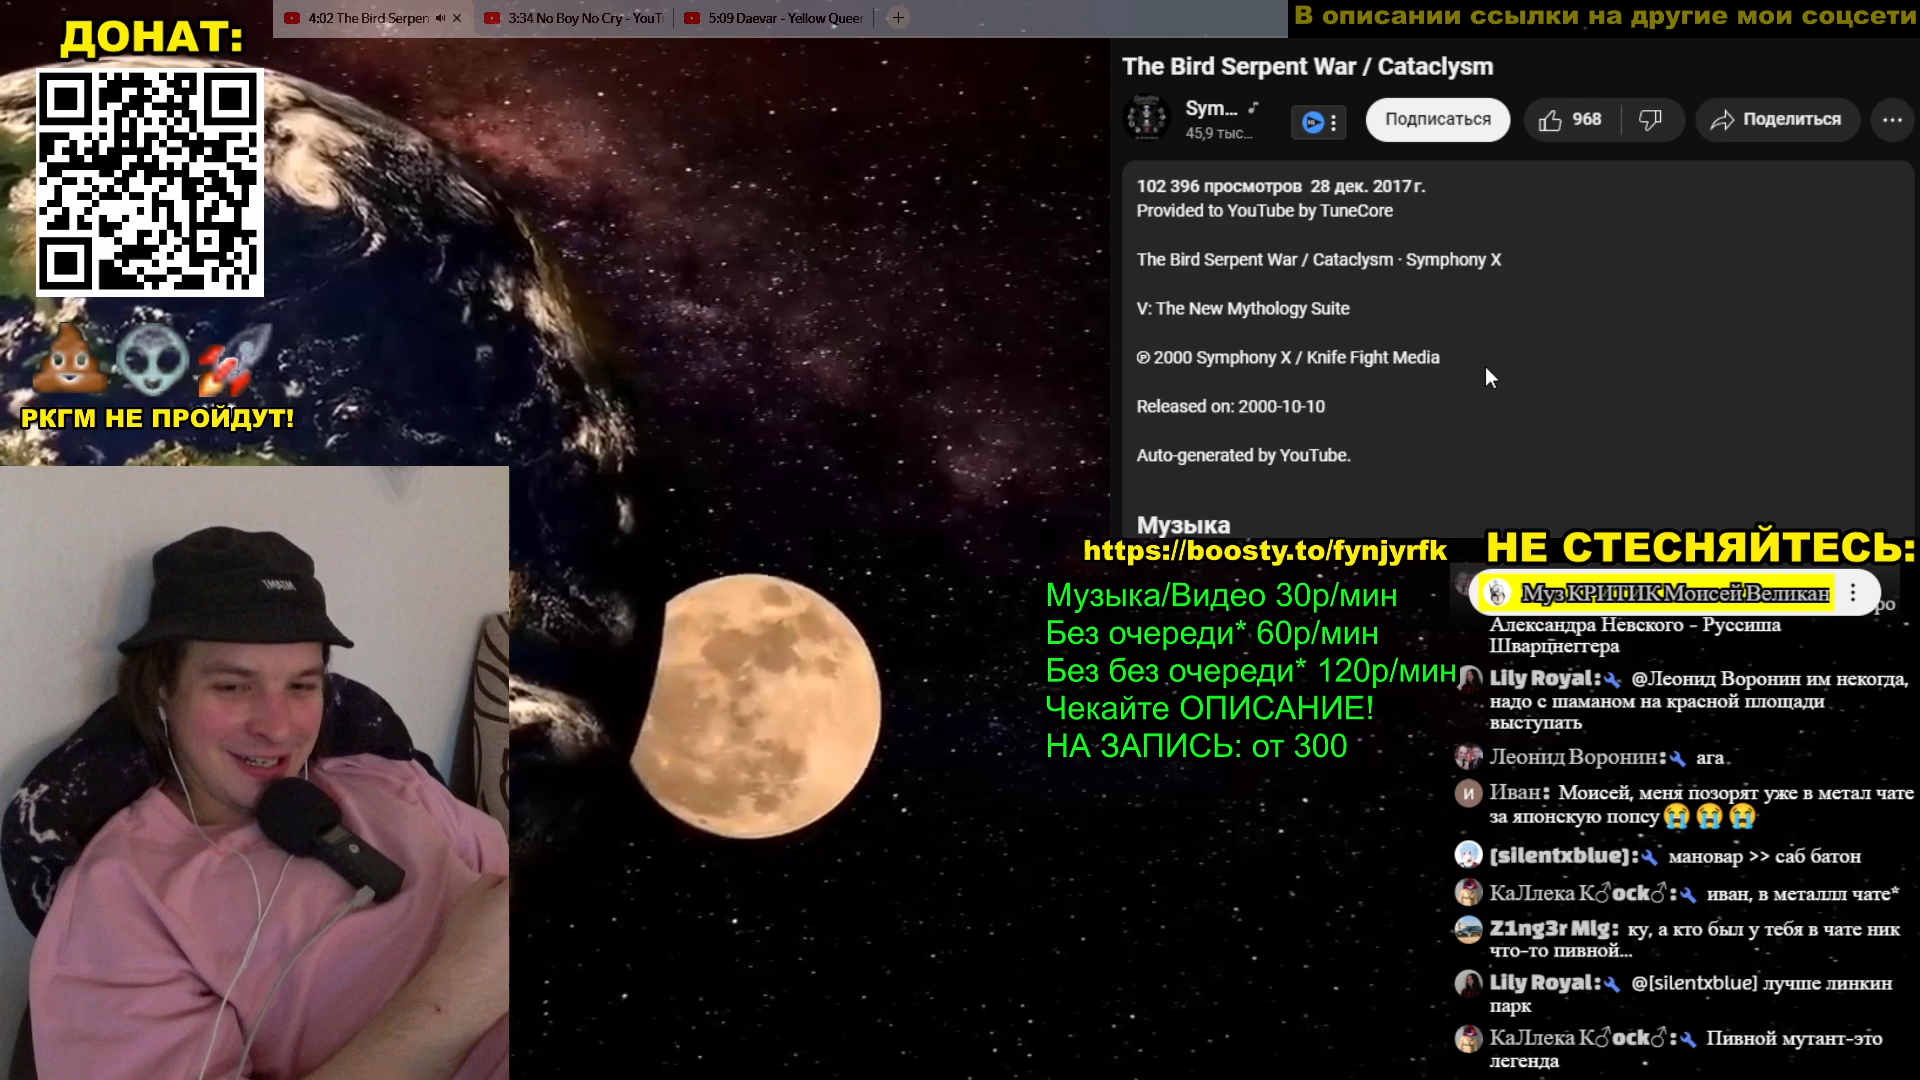 4:02 The Bird Serpen
3:34 No Boy No Cry - YouT
5:09 Daevar - Yellow Queer
В описании ссылки на другие мои соцсети
ДОНАТ:
РКГМ НЕ ПРОЙДУТ!
The Bird Serpent War / Cataclysm
Sym...
45,9 тыс...
Подписаться
968
Поделиться
102 396 просмотров 28 дек. 2017 г.
Provided to YouTube by TuneCore
The Bird Serpent War / Cataclysm · Symphony X
V: The New Mythology Suite
℗ 2000 Symphony X / Knife Fight Media
Released on: 2000-10-10
Auto-generated by YouTube.
Музыка
https://boosty.to/fynjyrfk
Музыка/Видео 30р/мин
Без очереди* 60р/мин
Без без очереди* 120р/мин
Чекайте ОПИСАНИЕ!
НА ЗАПИСЬ: от 300
НЕ СТЕСНЯЙТЕСЬ:
Муз КРИТИК Моисей Великан
ро
Александра Невского - Руссиша
Шварцнеггера
Lily Royal: @Леонид Воронин им некогда,
надо с шаманом на красной площади
выступать
Леонид Воронин: ага
Иван: Моисей, меня позорят уже в метал чате
за японскую попсу😭😭😭
[silentxblue]: мановар >> саб батон
КаЛлека К♂ock♂: иван, в металлл чате*
Z1ng3r Mlg: ку, а кто был у тебя в чате ник
что-то пивной...
Lily Royal: @[silentxblue] лучше линкин
парк
КаЛлека К♂ock♂: Пивной мутант-это
легенда